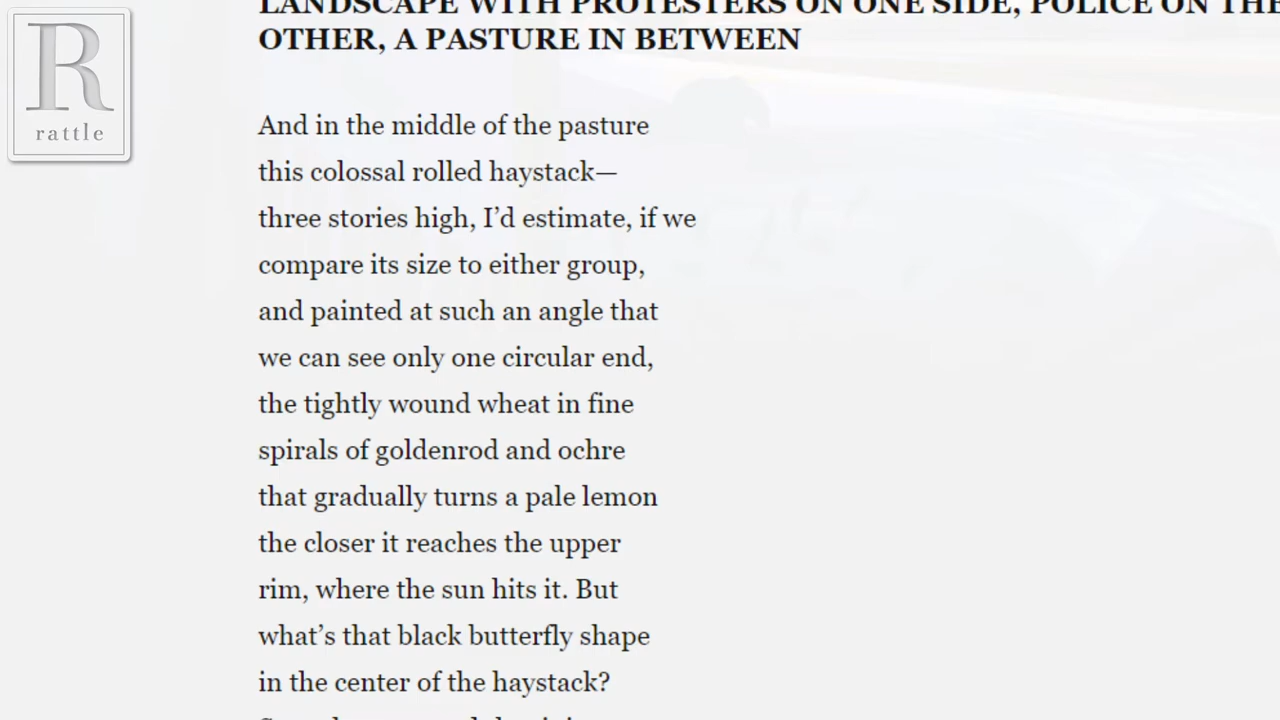 R
rattle
LANDSCAPE WITH PROTESTERS ON ONE SIDE, POLICE ON THE
OTHER, A PASTURE IN BETWEEN
And in the middle of the pasture
this colossal rolled haystack—
three stories high, I’d estimate, if we
compare its size to either group,
and painted at such an angle that
we can see only one circular end,
the tightly wound wheat in fine
spirals of goldenrod and ochre
that gradually turns a pale lemon
the closer it reaches the upper
rim, where the sun hits it. But
what’s that black butterfly shape
in the center of the haystack?